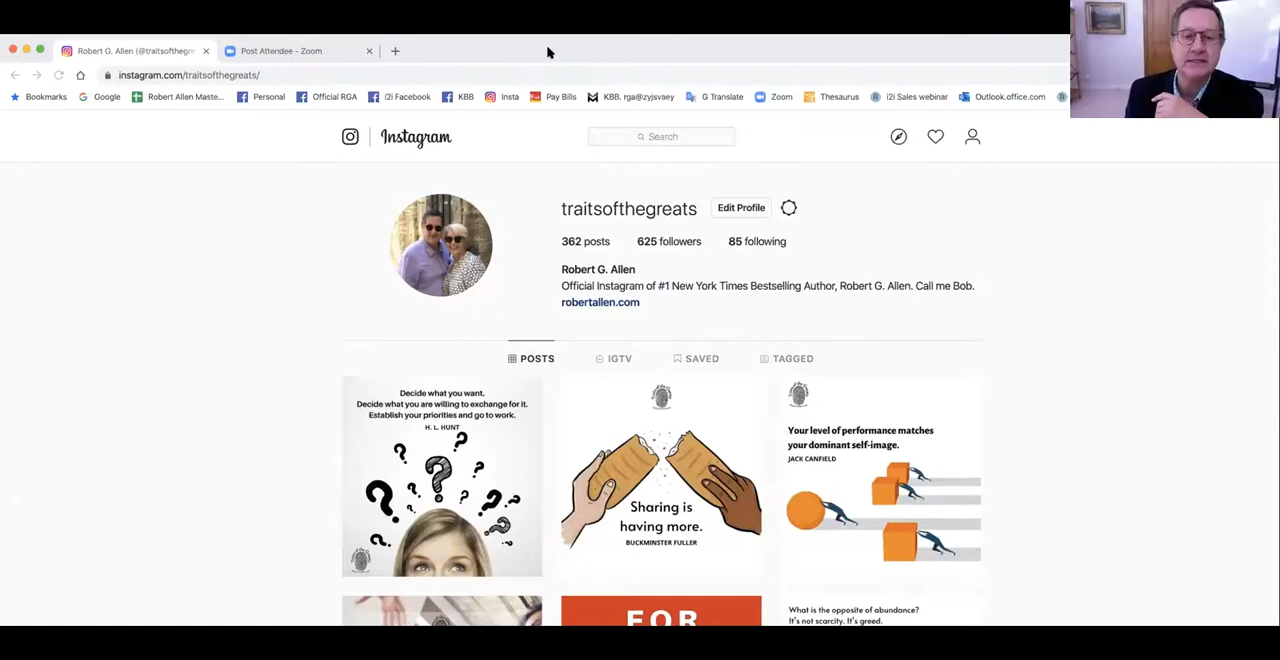 Robert G. Allen (@traitsofthegre
Post Attendee - Zoom
instagram.com/traitsofthegreats/
Bookmarks
Google
Robert Allen Maste...
Personal
Official RGA
i2i Facebook
KBB
Insta
Pay Bills
KBB. rga@zyjsvaey
G Translate
Zoom
Thesaurus
i2i Sales webinar
Outlook.office.com
Instagram
Search
traitsofthegreats
Edit Profile
362 posts
625 followers
85 following
Robert G. Allen
Official Instagram of #1 New York Times Bestselling Author, Robert G. Allen. Call me Bob.
robertallen.com
POSTS
IGTV
SAVED
TAGGED
Decide what you want.
Decide what you are willing to exchange for it.
Establish your priorities and go to work.
H. L. HUNT
Sharing is
having more.
BUCKMINSTER FULLER
Your level of performance matches
your dominant self-image.
JACK CANFIELD
FOR
What is the opposite of abundance?
It's not scarcity. It's greed.